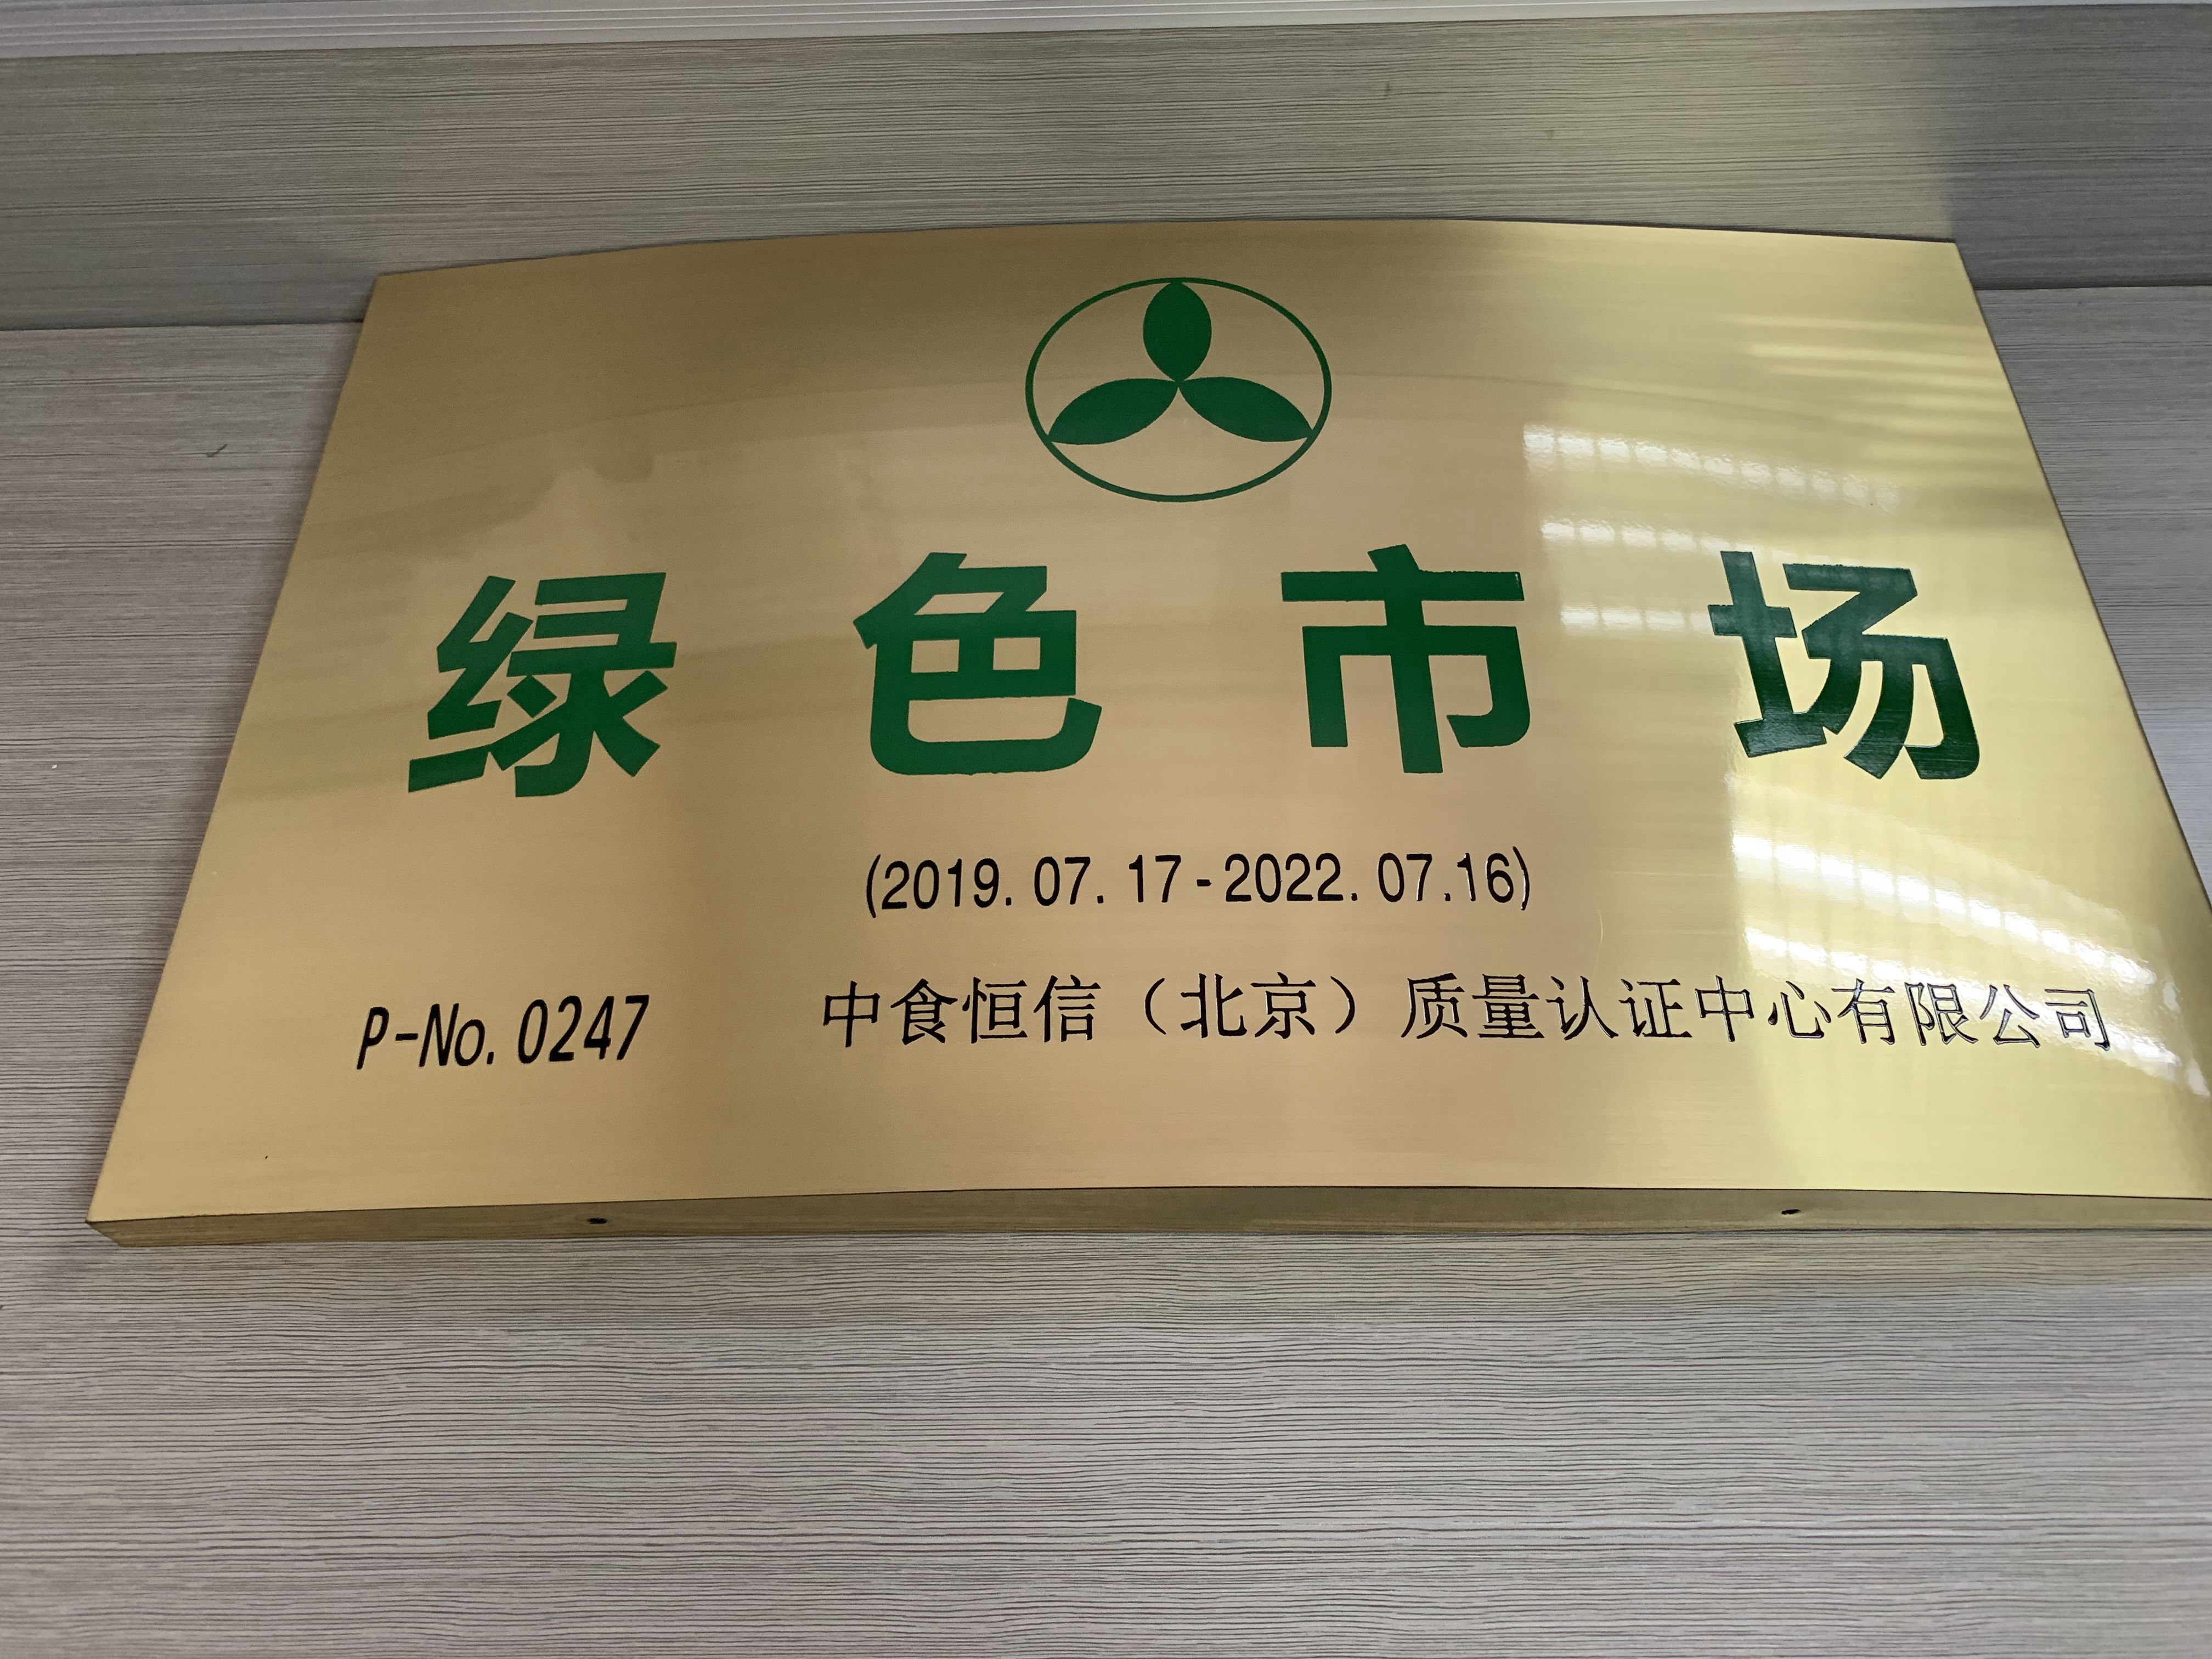 绿色市场
(2019.07.17-2022.07.16)
P-No.0247 中食恒信（北京）质量认证中心有限公司